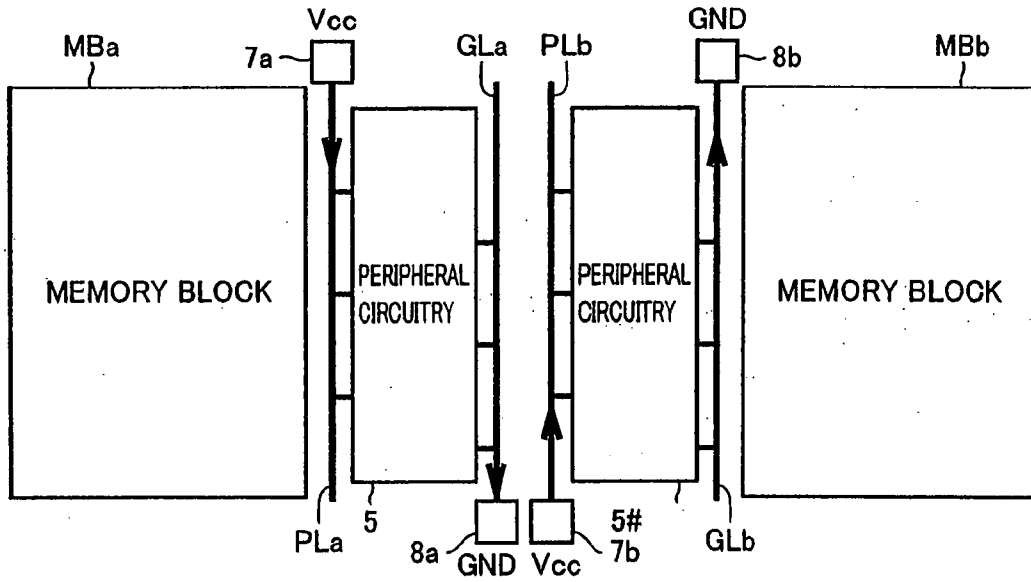 Vcc
GND
MBa
7a
GLa
PLb
8b
MBb
MEMORY BLOCK
PERIPHERAL
CIRCUITRY
PERIPHERAL
CIRCUITRY
MEMORY BLOCK
PLa
5
8a
GND
Vcc
5#
7b
GLb